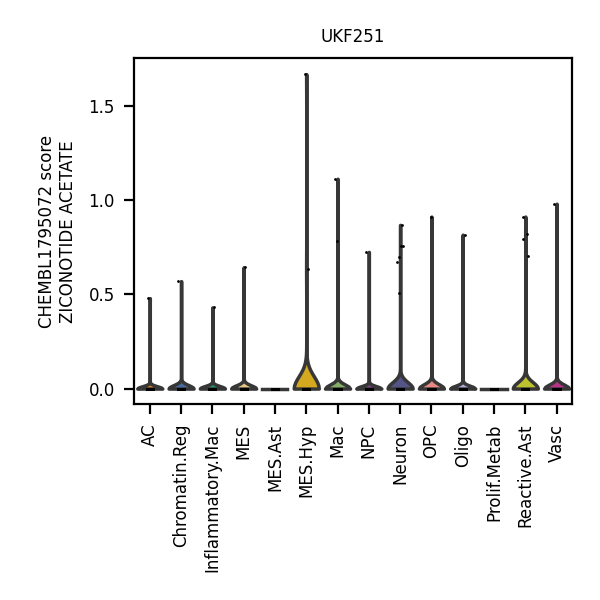 UKF251
CHEMBL1795072 score
ZICONOTIDE ACETATE
1.5
1.0
0.5
0.0
AC
Chromatin.Reg
Inflammatory.Mac
MES
MES.Ast
MES.Hyp
Mac
NPC
Neuron
OPC
Oligo
Prolif.Metab
Reactive.Ast
Vasc